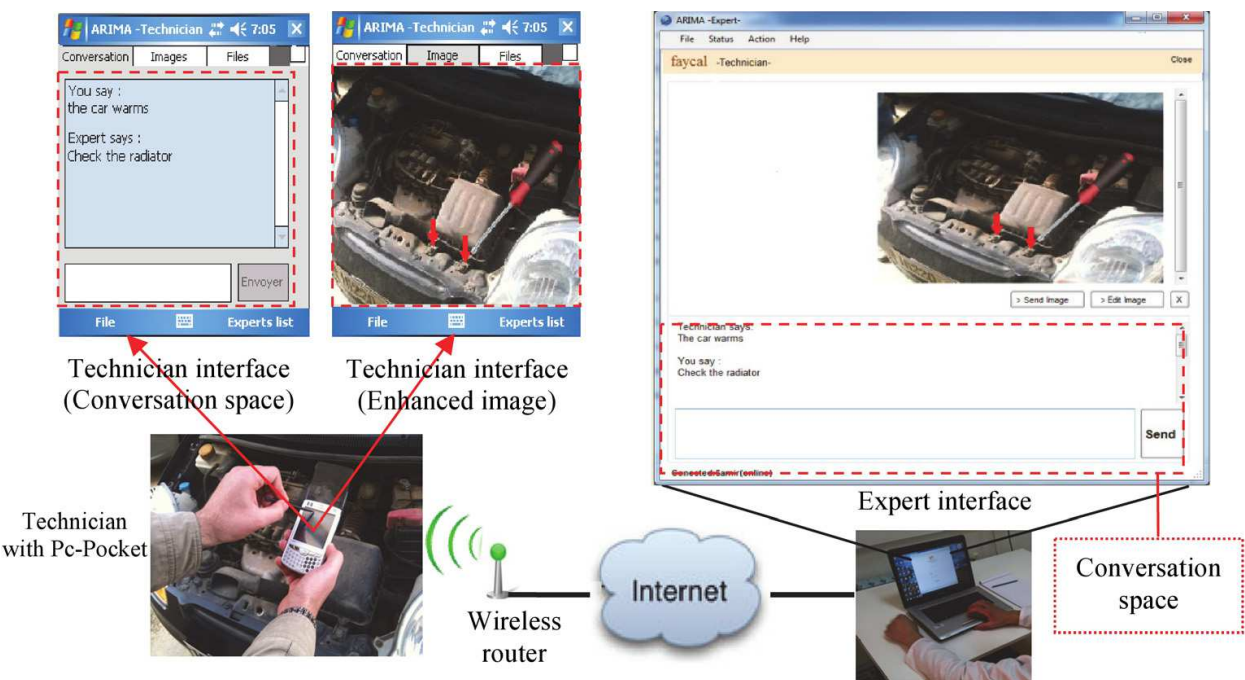 ARIMA -Technician 7:05 X
Conversation Images Files
You say :
the car warms
Expert says :
Check the radiator
Envoyer
File Experts list
Technician interface
(Conversation space)
ARIMA -Technician 7:05 X
Conversation Image Files
File Experts list
Technician interface
(Enhanced image)
ARIMA -Expert-
File Status Action Help
faycal -Technician- Close
> Send Image > Edit Image X
Technician says:
The car warms
You say :
Check the radiator
Send
Conected:Samir(online)
Expert interface
Technician
with Pc-Pocket
Wireless
router
Internet
Conversation
space